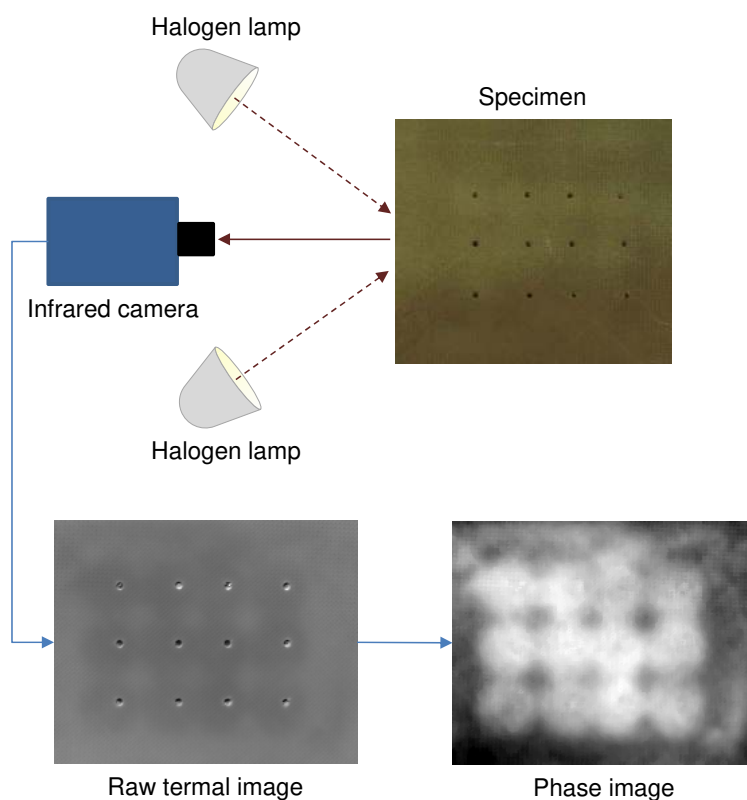 Halogen lamp
Specimen
Infrared camera
Halogen lamp
Raw termal image
Phase image